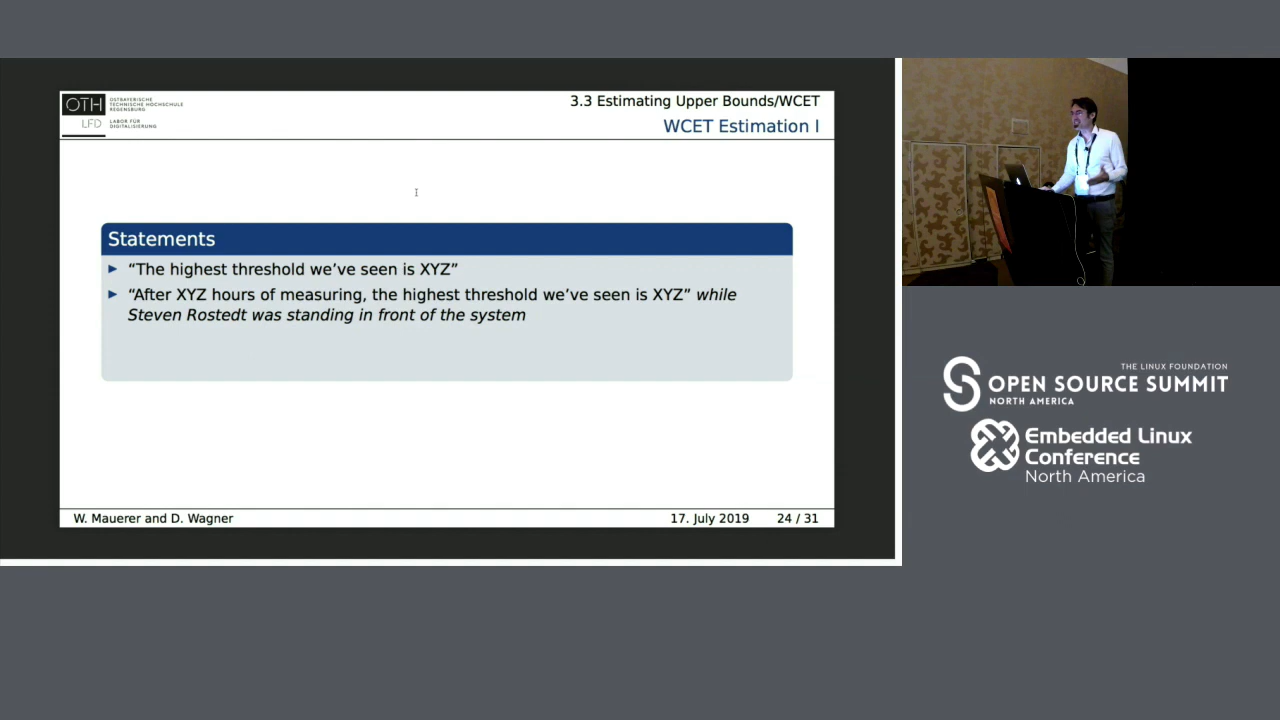 OTH
OSTBAYERISCHE
TECHNISCHE HOCHSCHULE
REGENSBURG
LFD
LABOR FÜR
DIGITALISIERUNG
3.3 Estimating Upper Bounds/WCET
WCET Estimation I
Statements
► “The highest threshold we’ve seen is XYZ”
► “After XYZ hours of measuring, the highest threshold we’ve seen is XYZ” while
Steven Rostedt was standing in front of the system
W. Mauerer and D. Wagner
17. July 2019 24 / 31
THE LINUX FOUNDATION
OPEN SOURCE SUMMIT
NORTH AMERICA
Embedded Linux
Conference
North America